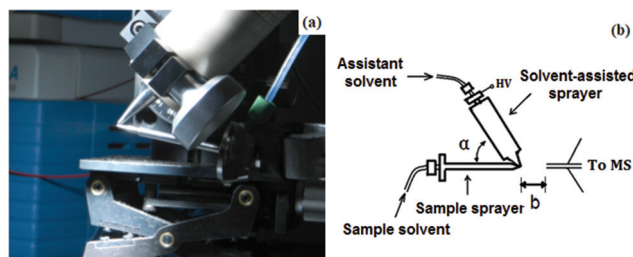 (a)
(b)
Assistant
solvent
HV
Solvent-assisted
sprayer
α
To MS
b
Sample sprayer
Sample solvent